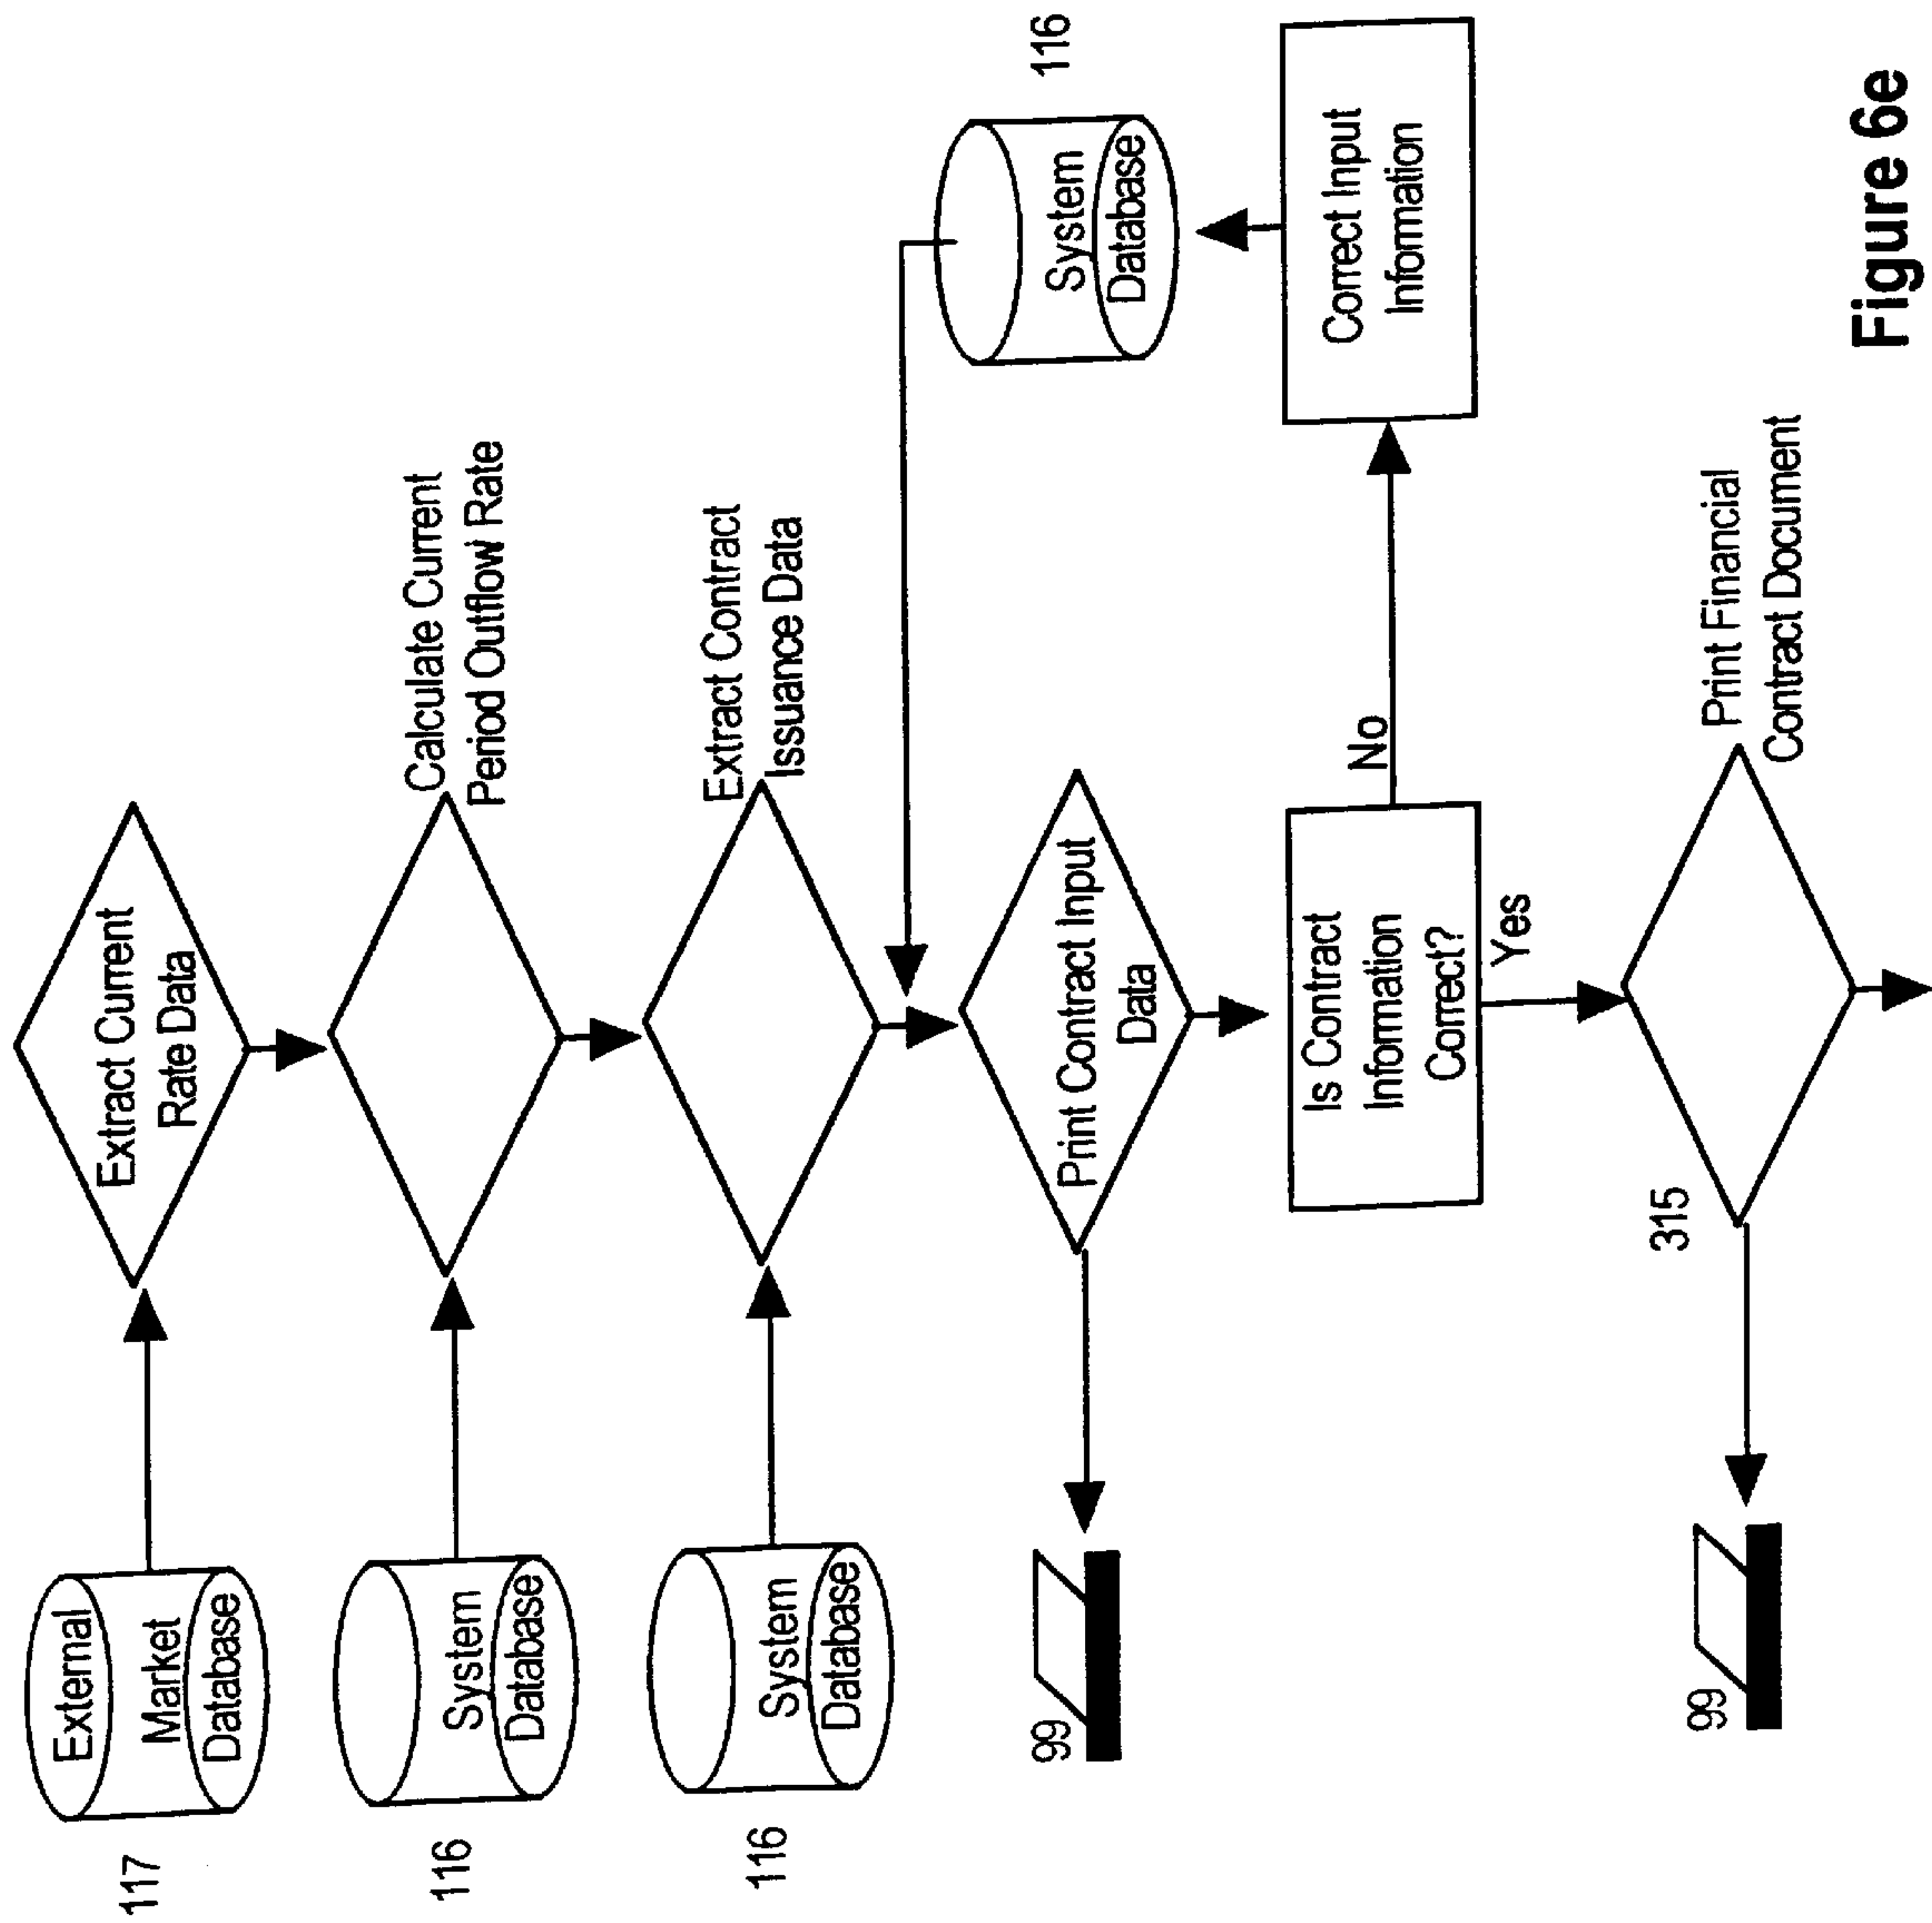 117
External
Market
Database
Extract Current
Rate Data
116
System
Database
Calculate Current
Period Outflow Rate
116
System
Database
Extract Contract
Issuance Data
116
System
Database
99
Print Contract Input
Data
Is Contract
Information
Correct?
No
Yes
Correct Input
Information
315
99
Print Financial
Contract Document
Figure 6e